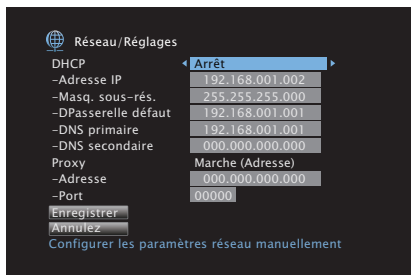 Réseau/Réglages
DHCP Arrêt
–Adresse IP 192.168.001.002
–Masq. sous-rés. 255.255.255.000
–DPasserelle défaut 192.168.001.001
–DNS primaire 192.168.001.001
–DNS secondaire 000.000.000.000
Proxy Marche (Adresse)
–Adresse 000.000.000.000
–Port 00000
Enregistrer
Annulez
Configurer les paramètres réseau manuellement